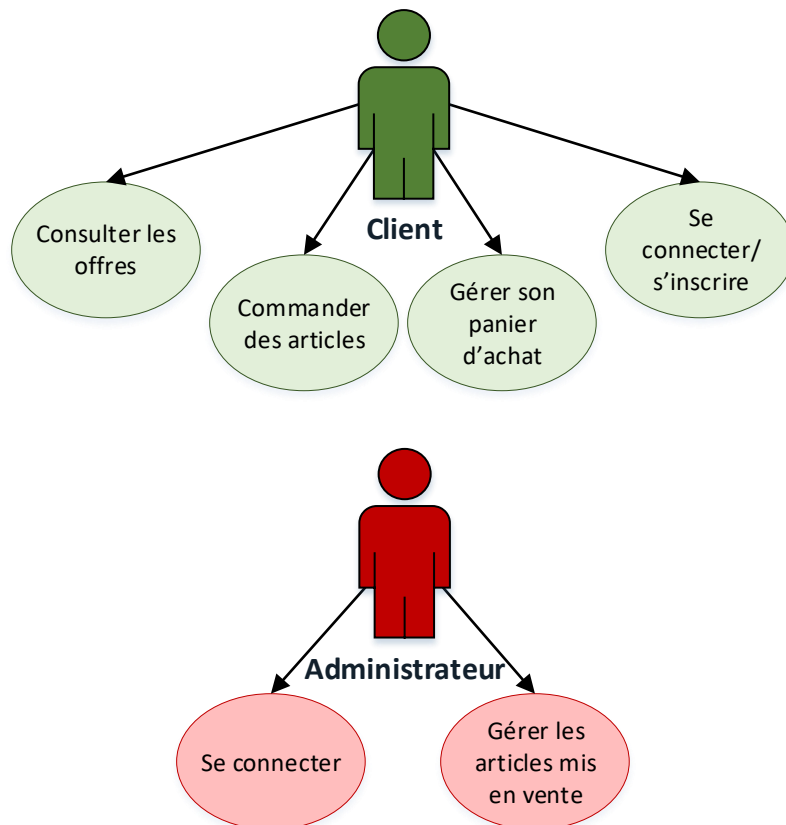 Client
Consulter les
offres
Commander
des articles
Gérer son
panier
d’achat
Se
connecter/
s’inscrire
Administrateur
Se connecter
Gérer les
articles mis
en vente